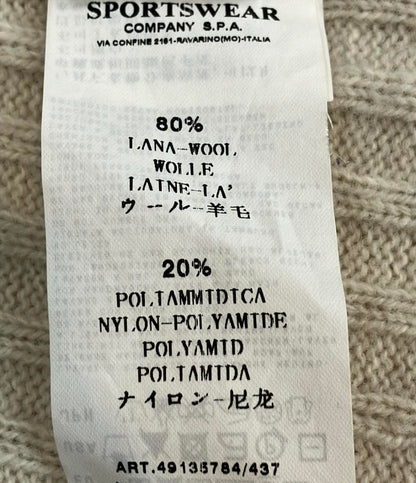 SPORTSWEAR
COMPANY S.P.A.
VIA CONFINE 2161-RAVARINO(MO)-ITALIA
80%
LANA-WOOL
WOLLE
LAINE-LA'
ウール-羊毛
20%
POLIAMMIDICA
NYLON-POLYAMIDE
POLYAMID
POLIAMIDA
ナイロン-尼龙
ART.49135784/437